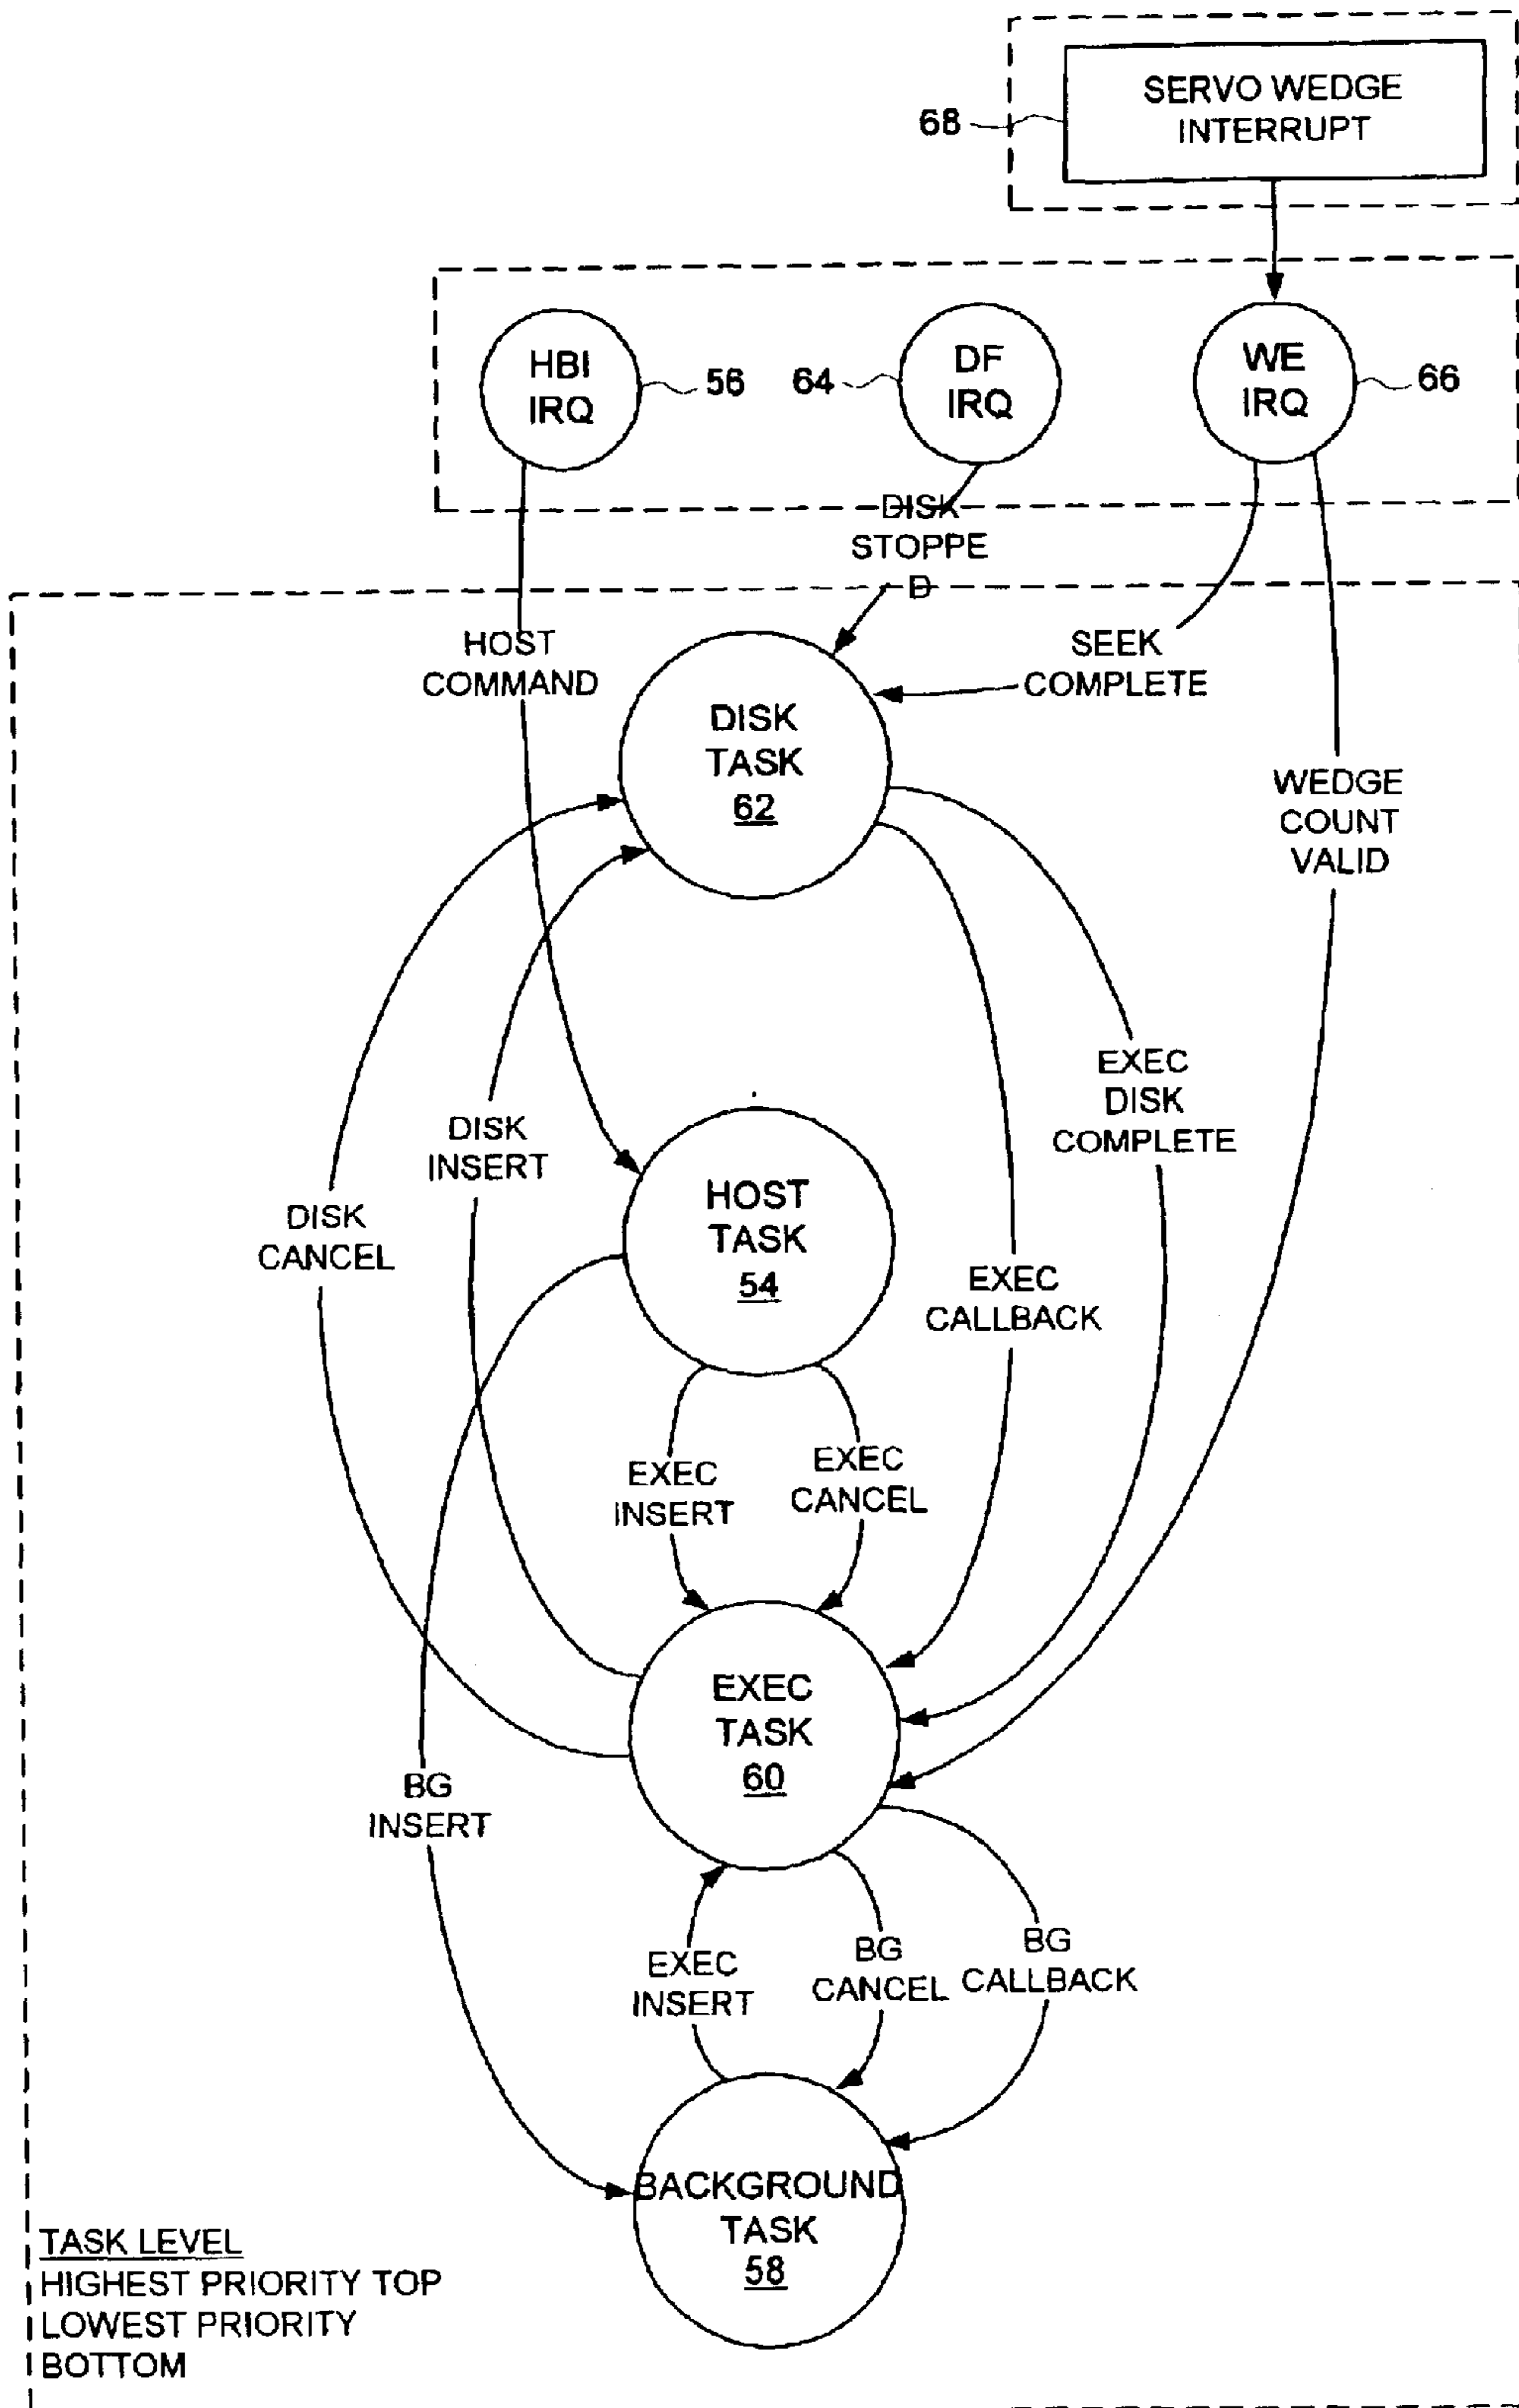 SERVO WEDGE
INTERRUPT
68
HBI
IRQ
56
64
DF
IRQ
WE
IRQ
66
DISK
STOPPE
D
HOST
COMMAND
SEEK
COMPLETE
DISK
TASK
62
WEDGE
COUNT
VALID
EXEC
DISK
COMPLETE
DISK
INSERT
DISK
CANCEL
HOST
TASK
54
EXEC
CALLBACK
EXEC
INSERT
EXEC
CANCEL
EXEC
TASK
60
BG
INSERT
EXEC
INSERT
BG
CANCEL
BG
CALLBACK
BACKGROUND
TASK
58
TASK LEVEL
HIGHEST PRIORITY TOP
LOWEST PRIORITY
BOTTOM